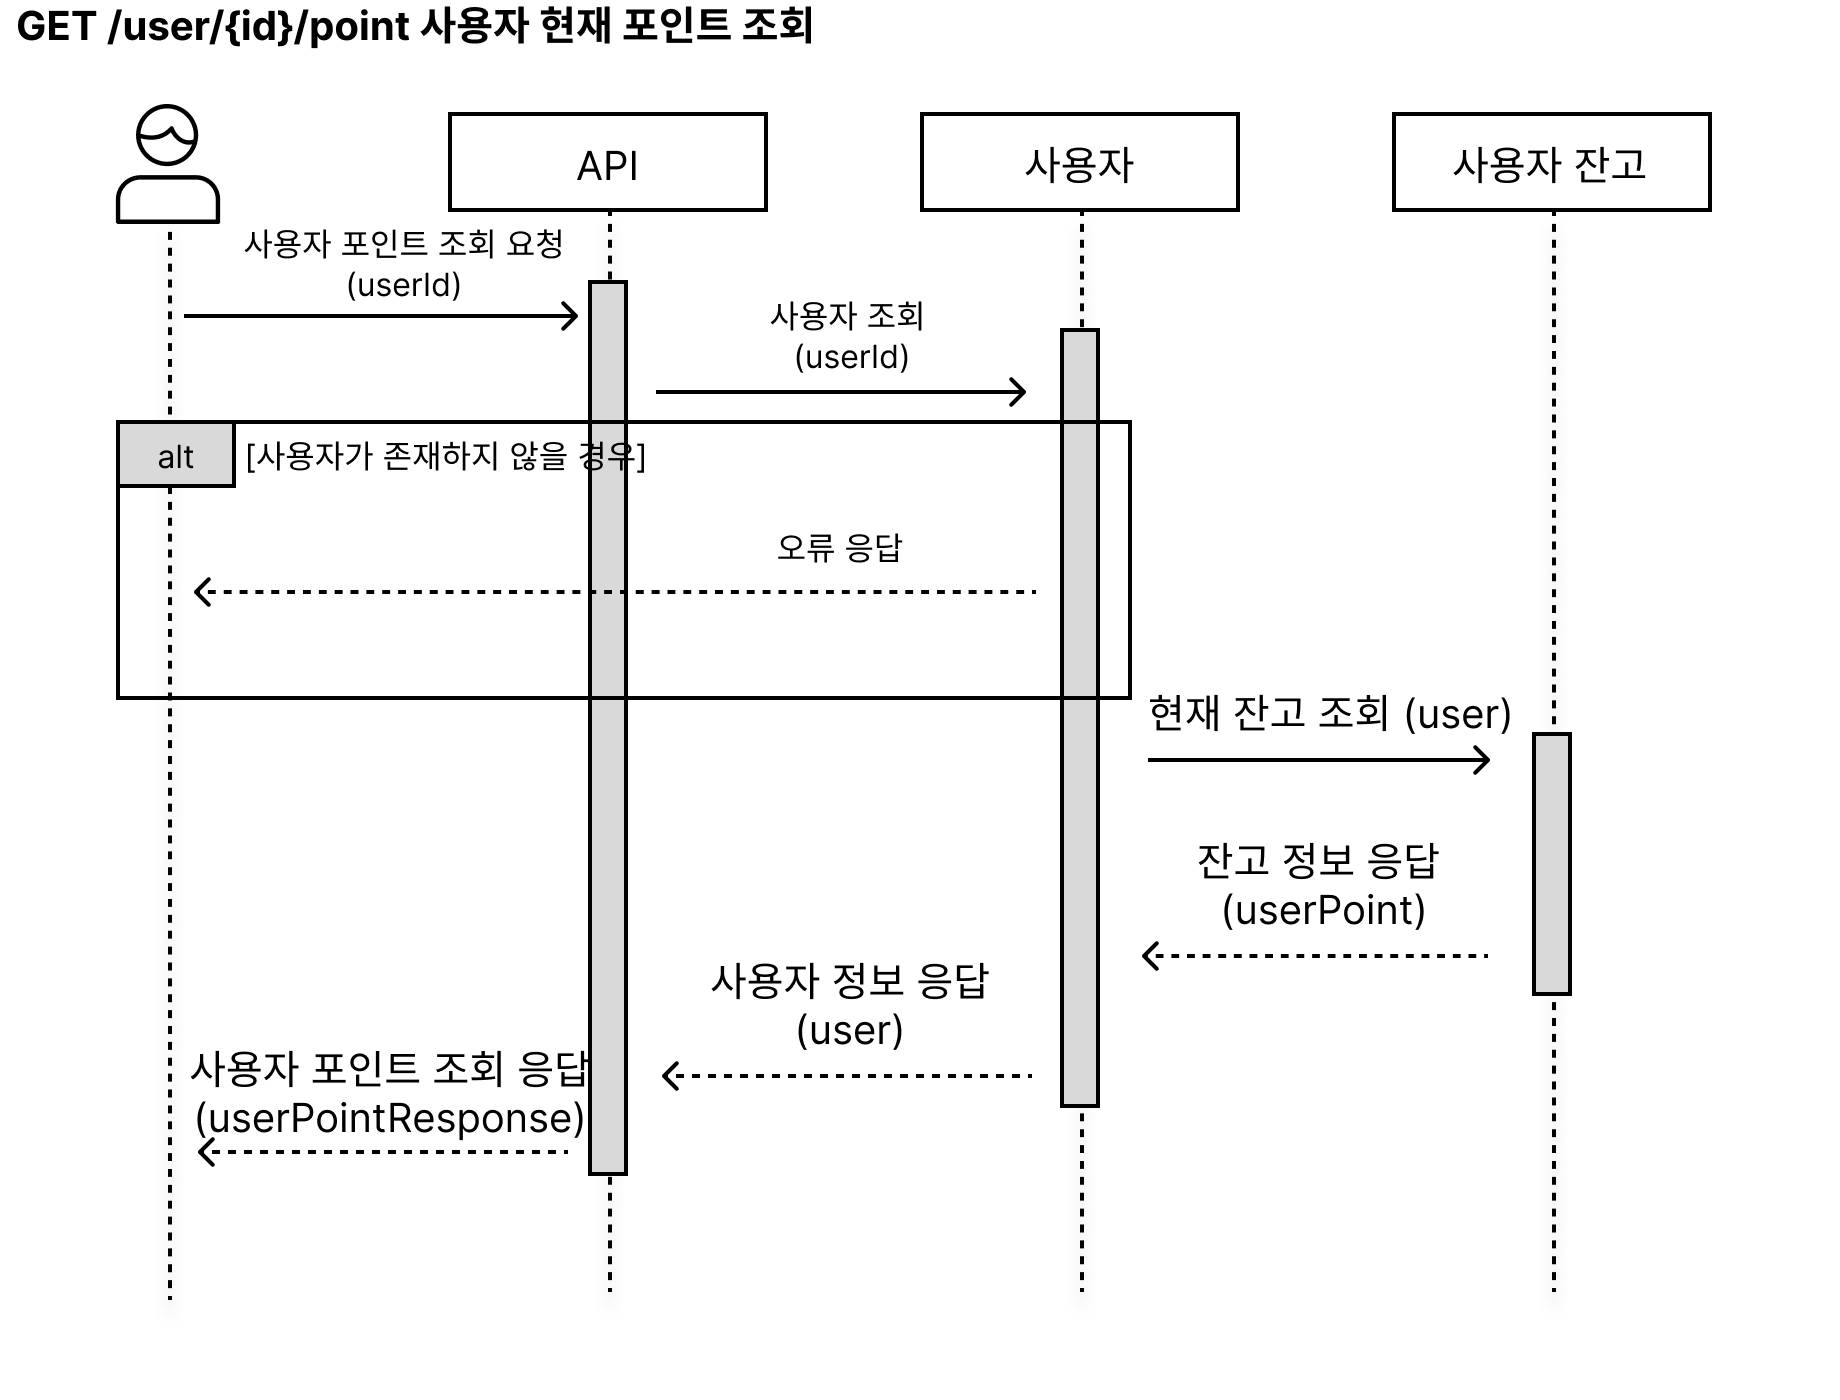 GET /user/{id}/point 사용자 현재 포인트 조회
API
사용자
사용자 잔고
사용자 포인트 조회 요청
(userId)
사용자 조회
(userId)
alt
[사용자가 존재하지 않을 경우]
오류 응답
현재 잔고 조회 (user)
잔고 정보 응답
(userPoint)
사용자 정보 응답
(user)
사용자 포인트 조회 응답
(userPointResponse)